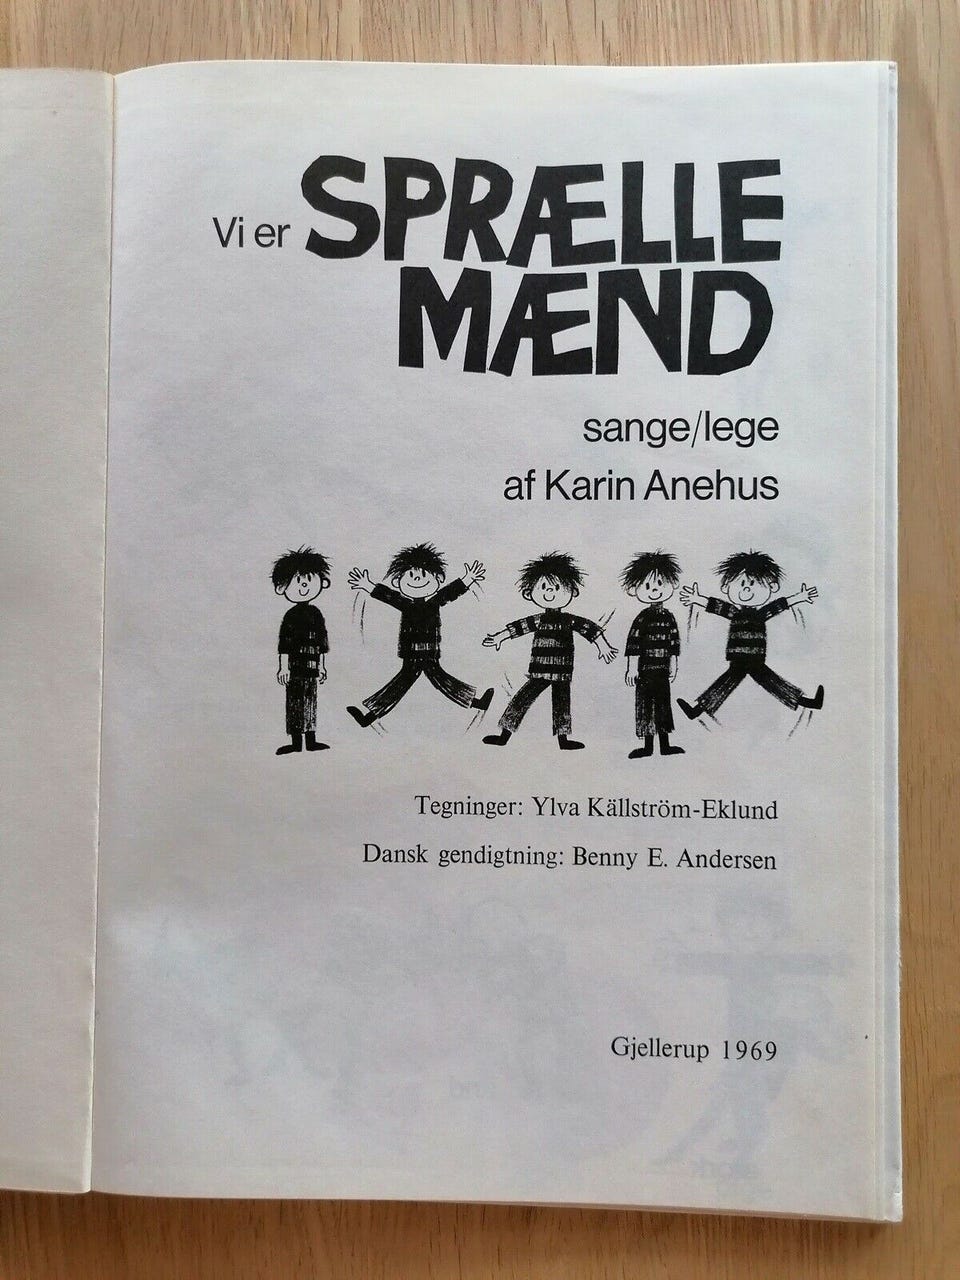 Vi er SPRÆLLE
MÆND
sange/lege
af Karin Anehus
Tegninger: Ylva Källström-Eklund
Dansk gendigtning: Benny E. Andersen
Gjellerup 1969